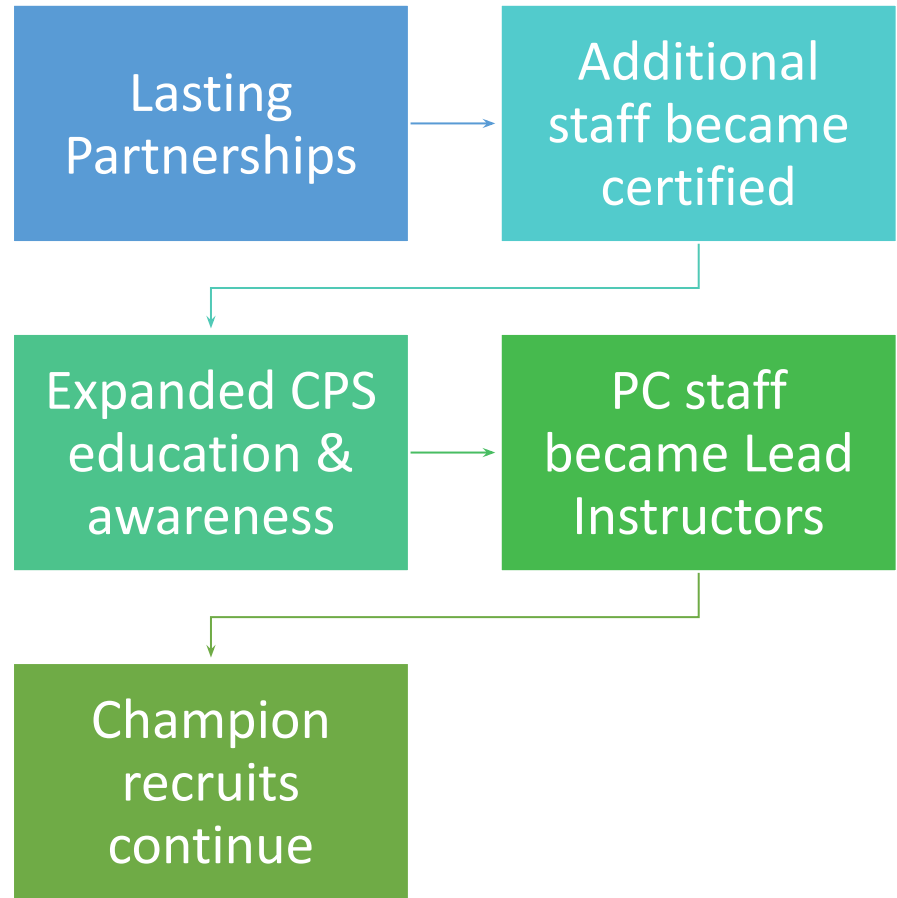 Lasting
Partnerships
Additional
staff became
certified
Expanded CPS
education &
awareness
PC staff
became Lead
Instructors
Champion
recruits
continue